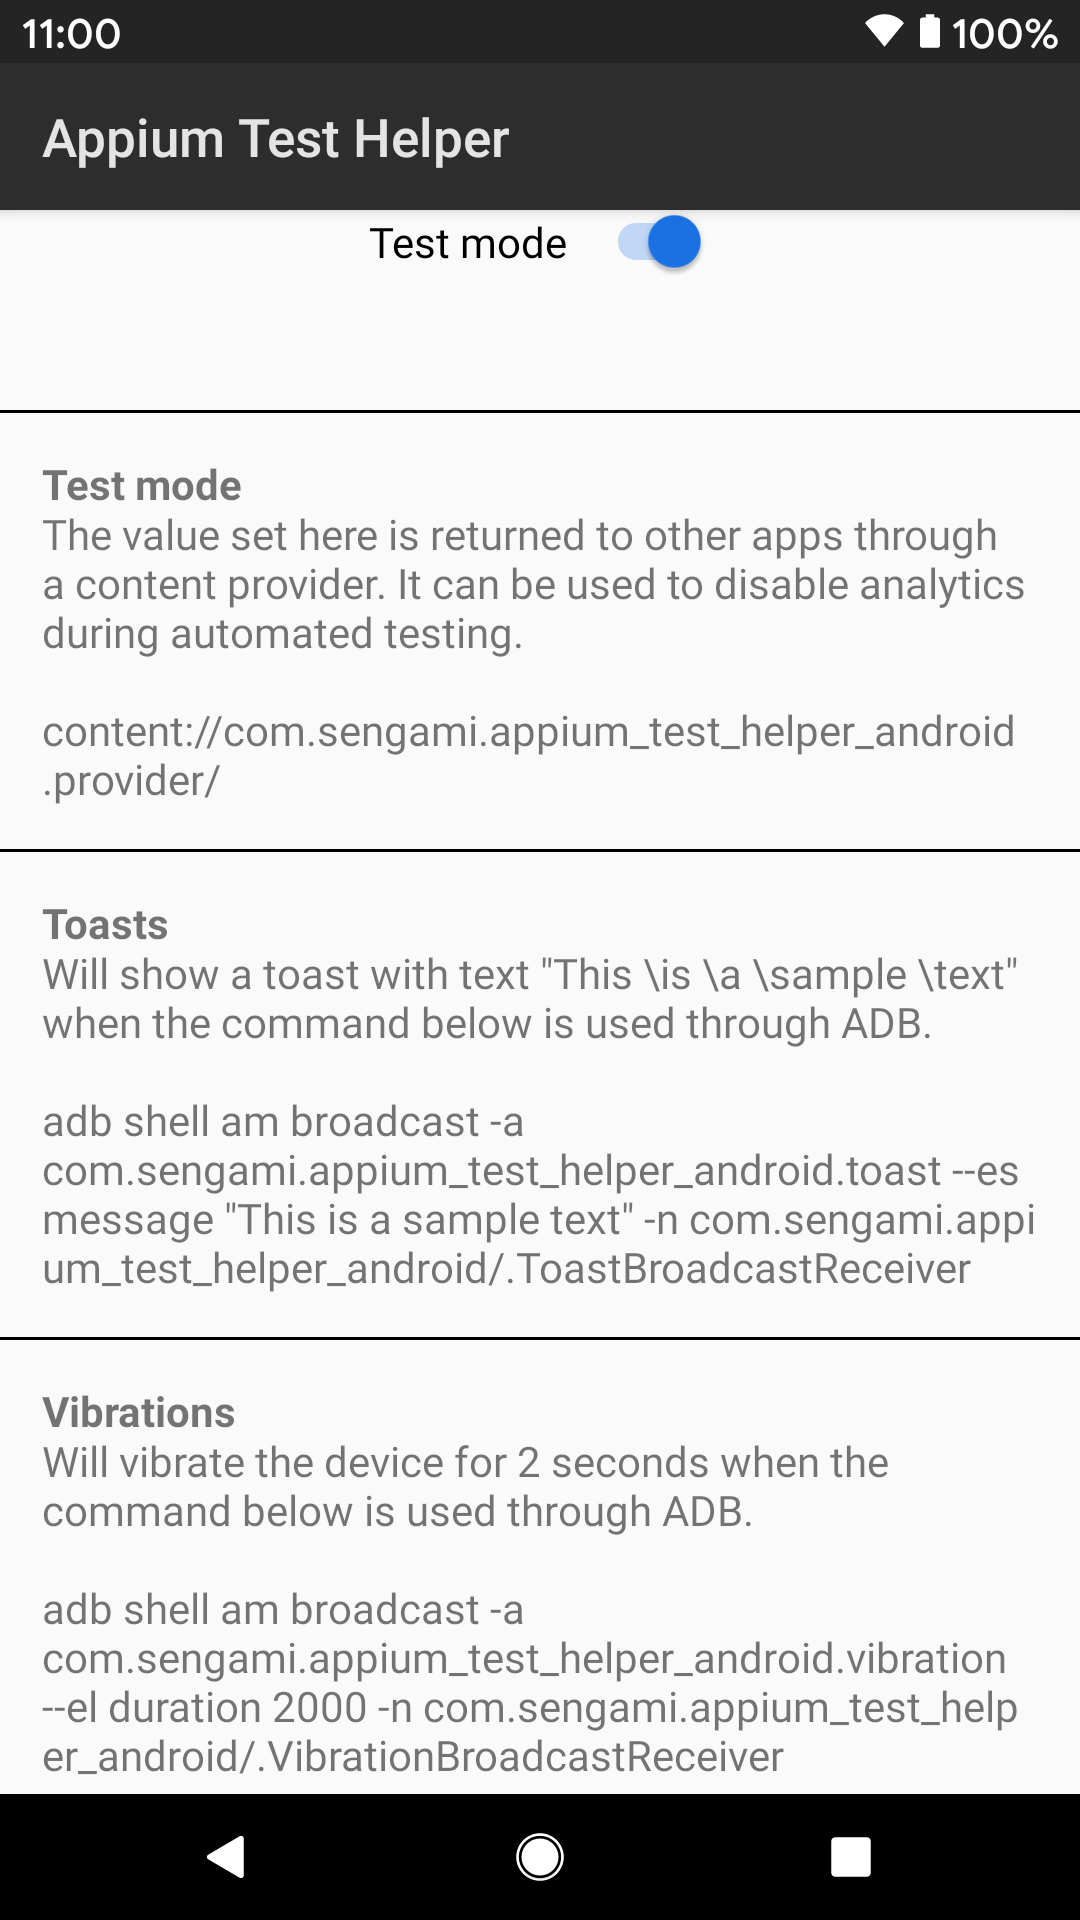 11:00 100%
Appium Test Helper
Test mode
Test mode
The value set here is returned to other apps through
a content provider. It can be used to disable analytics
during automated testing.
content://com.sengami.appium_test_helper_android
.provider/
Toasts
Will show a toast with text "This \is \a \sample \text"
when the command below is used through ADB.
adb shell am broadcast -a
com.sengami.appium_test_helper_android.toast --es
message "This is a sample text" -n com.sengami.appi
um_test_helper_android/.ToastBroadcastReceiver
Vibrations
Will vibrate the device for 2 seconds when the
command below is used through ADB.
adb shell am broadcast -a
com.sengami.appium_test_helper_android.vibration
--el duration 2000 -n com.sengami.appium_test_help
er_android/.VibrationBroadcastReceiver